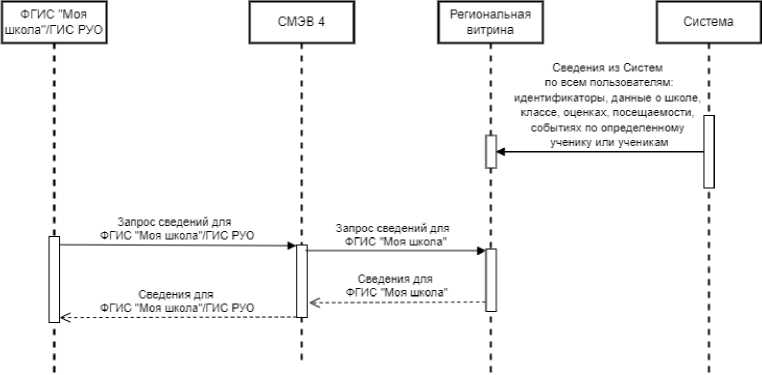 ФГИС "Моя
школа"/ГИС РУО
СМЭВ 4
Региональная
витрина
Система
Сведения из Систем
по всем пользователям:
идентификаторы, данные о школе,
классе, оценках, посещаемости,
событиях по определенному
ученику или ученикам
Запрос сведений для
ФГИС "Моя школа"/ГИС РУО
Запрос сведений для
ФГИС "Моя школа"
Сведения для
ФГИС "Моя школа"
Сведения для
ФГИС "Моя школа"/ГИС РУО